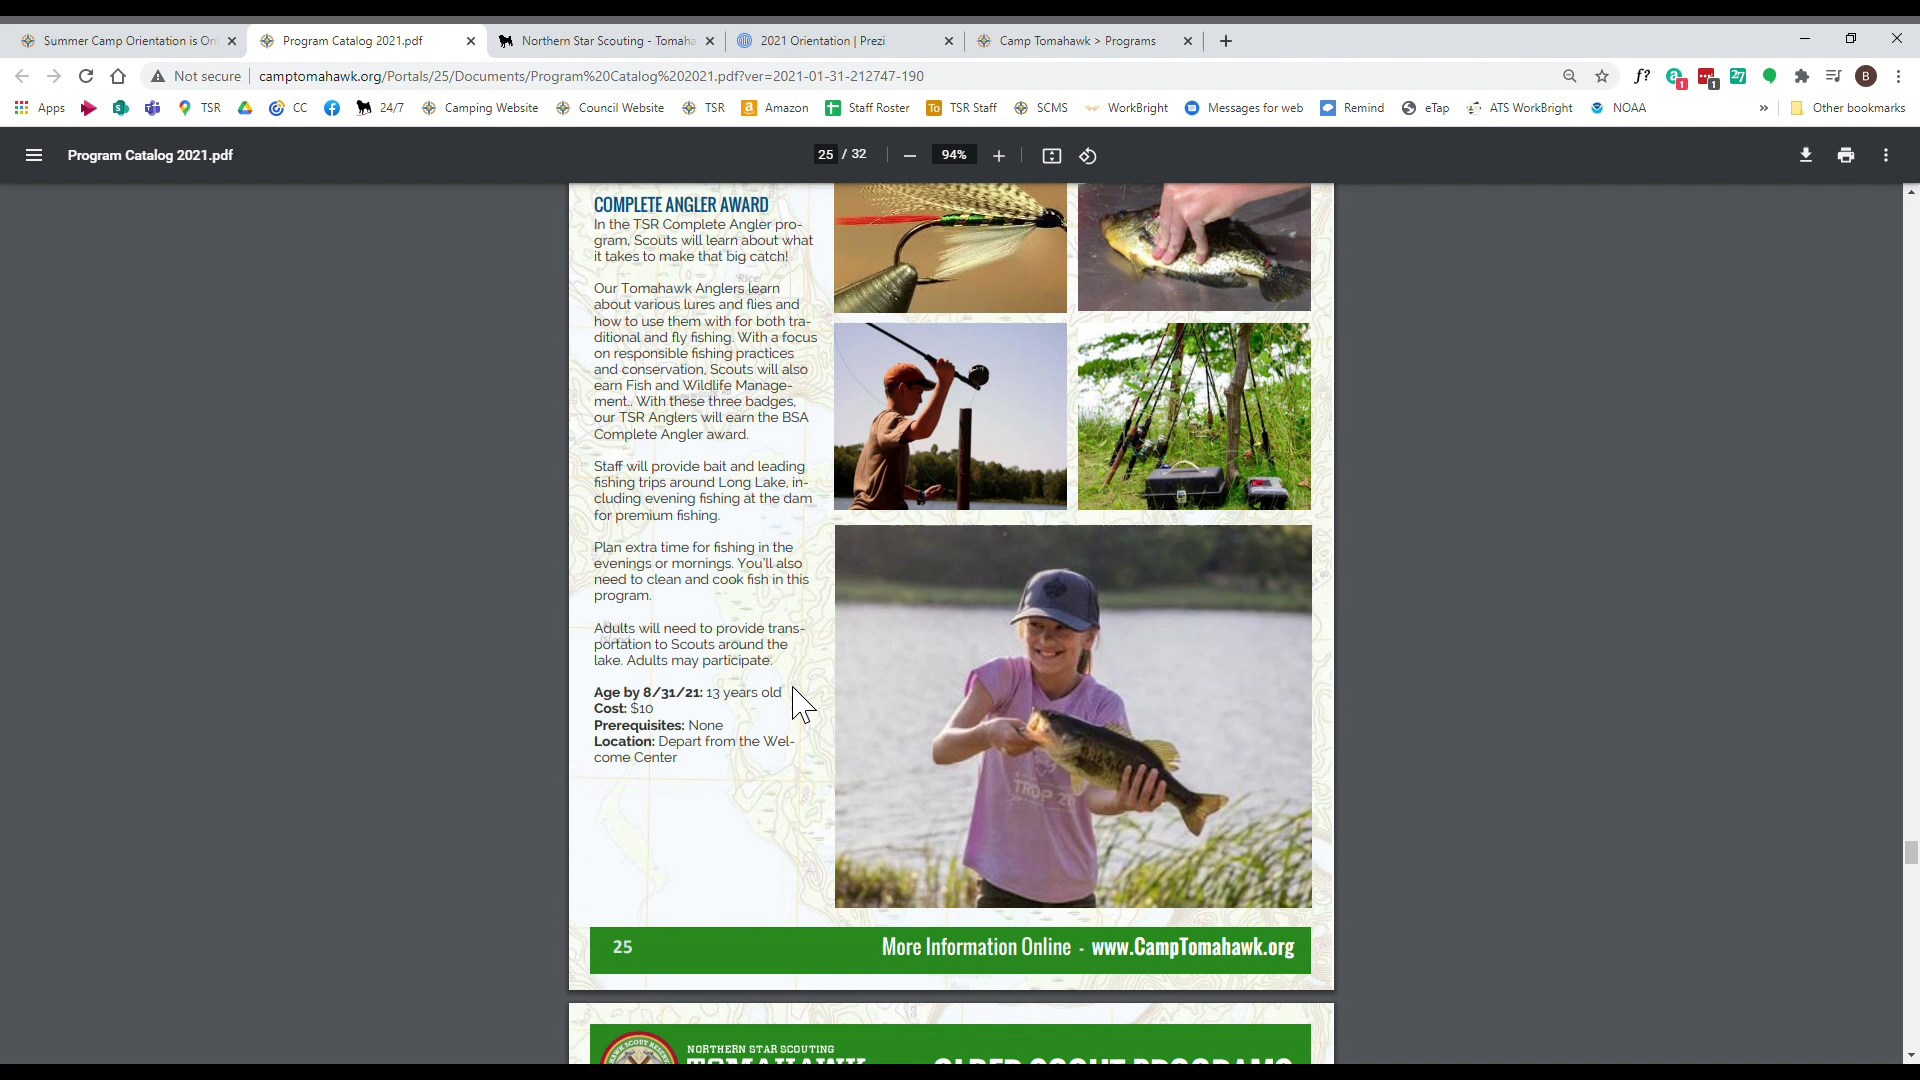 Summer Camp Orientation is On
Program Catalog 2021.pdf
Northern Star Scouting - Tomaha
2021 Orientation | Prezi
Camp Tomahawk > Programs
Not secure
camptomahawk.org/Portals/25/Documents/Program%20Catalog%202021.pdf?ver=2021-01-31-212747-190
f?
1
1
27
B
Apps
TSR
CC
24/7
Camping Website
Council Website
TSR
Amazon
Staff Roster
To
TSR Staff
SCMS
WorkBright
Messages for web
Remind
eTap
ATS WorkBright
NOAA
»
Other bookmarks
Program Catalog 2021.pdf
25 / 32
94%
COMPLETE ANGLER AWARD
In the TSR Complete Angler pro-
gram, Scouts will learn about what
it takes to make that big catch!
Our Tomahawk Anglers learn
about various lures and flies and
how to use them with for both tra-
ditional and fly fishing. With a focus
on responsible fishing practices
and conservation, Scouts will also
earn Fish and Wildlife Manage-
ment.. With these three badges,
our TSR Anglers will earn the BSA
Complete Angler award.
Staff will provide bait and leading
fishing trips around Long Lake, in-
cluding evening fishing at the dam
for premium fishing.
Plan extra time for fishing in the
evenings or mornings. You'll also
need to clean and cook fish in this
program.
Adults will need to provide trans-
portation to Scouts around the
lake. Adults may participate.
Age by 8/31/21: 13 years old
Cost: $10
Prerequisites: None
Location: Depart from the Wel-
come Center
TROP 20
25
More Information Online - www.CampTomahawk.org
NORTHERN STAR SCOUTING
TOMAHAWK
OLDER SCOUT PROGRAMS